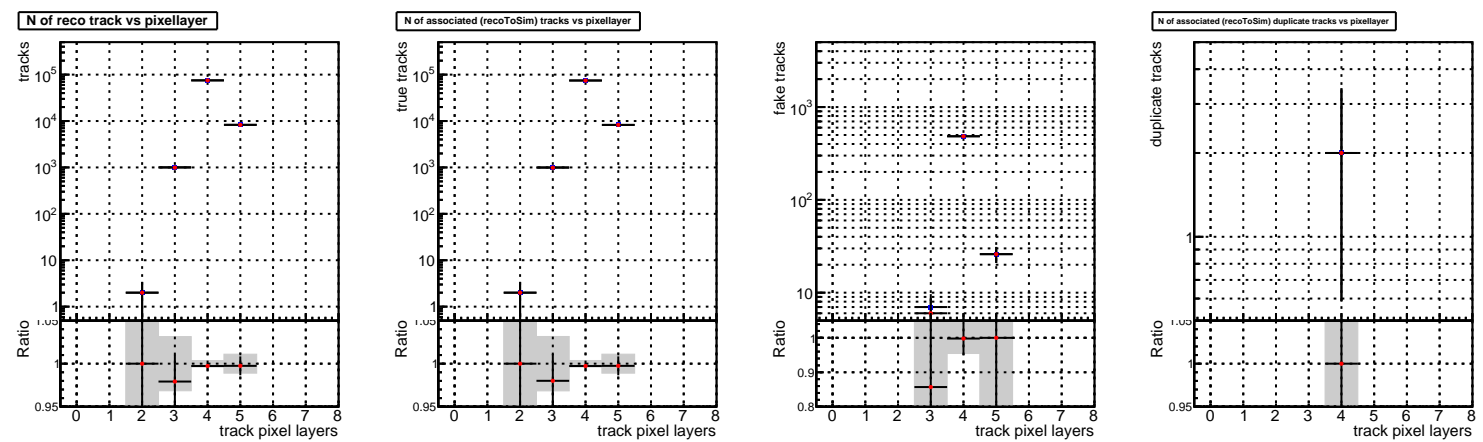 N of reco track vs pixellayer
tracks
10^5
10^4
10^3
10^2
10
1
Ratio
1.05
1
0.95
0 1 2 3 4 5 6 7 8
track pixel layers
N of associated (recoToSim) tracks vs pixellayer
true tracks
10^5
10^4
10^3
10^2
10
1
Ratio
1.05
1
0.95
0 1 2 3 4 5 6 7 8
track pixel layers
fake tracks
10^3
10^2
10
Ratio
1
0.9
0.8
0 1 2 3 4 5 6 7 8
track pixel layers
N of associated (recoToSim) duplicate tracks vs pixellayer
duplicate tracks
1
Ratio
1.05
1
0.95
0 1 2 3 4 5 6 7 8
track pixel layers